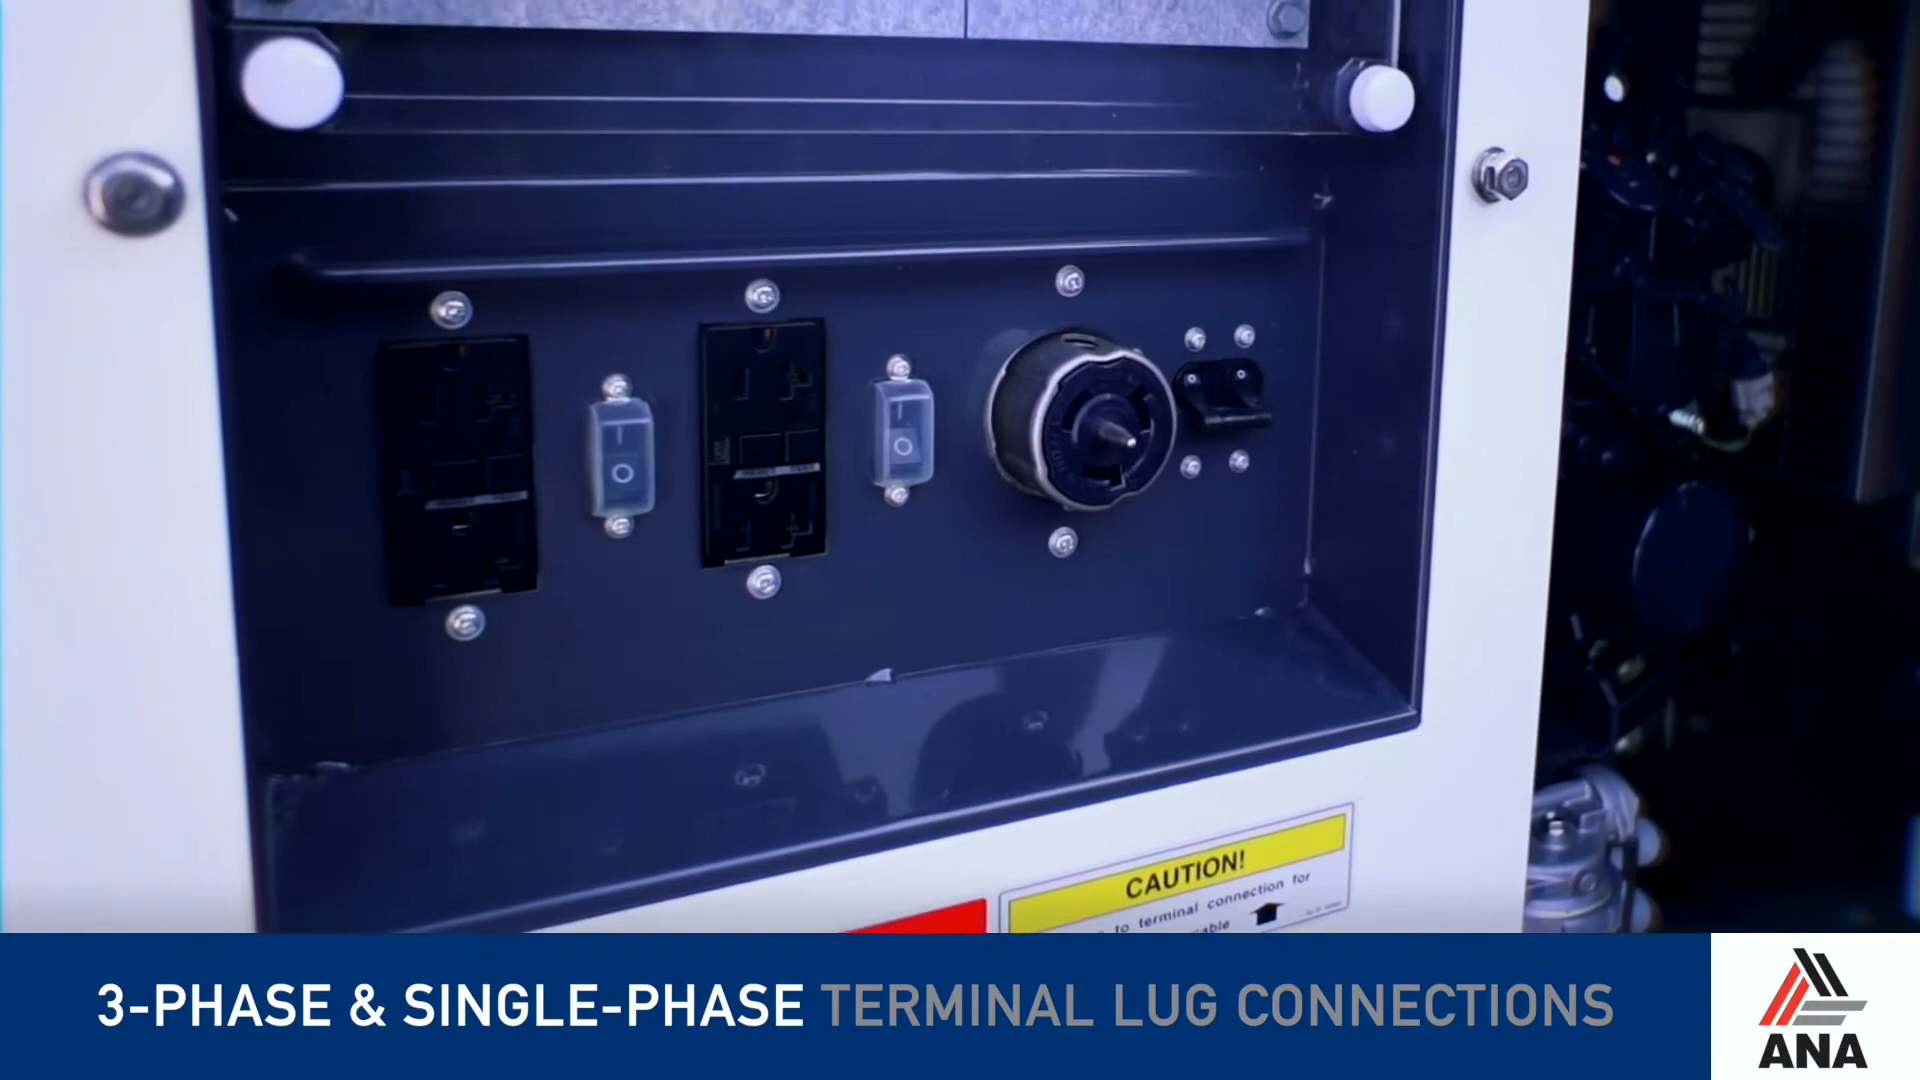 CAUTION!
to terminal connection for
3-PHASE & SINGLE-PHASE TERMINAL LUG CONNECTIONS
ANA